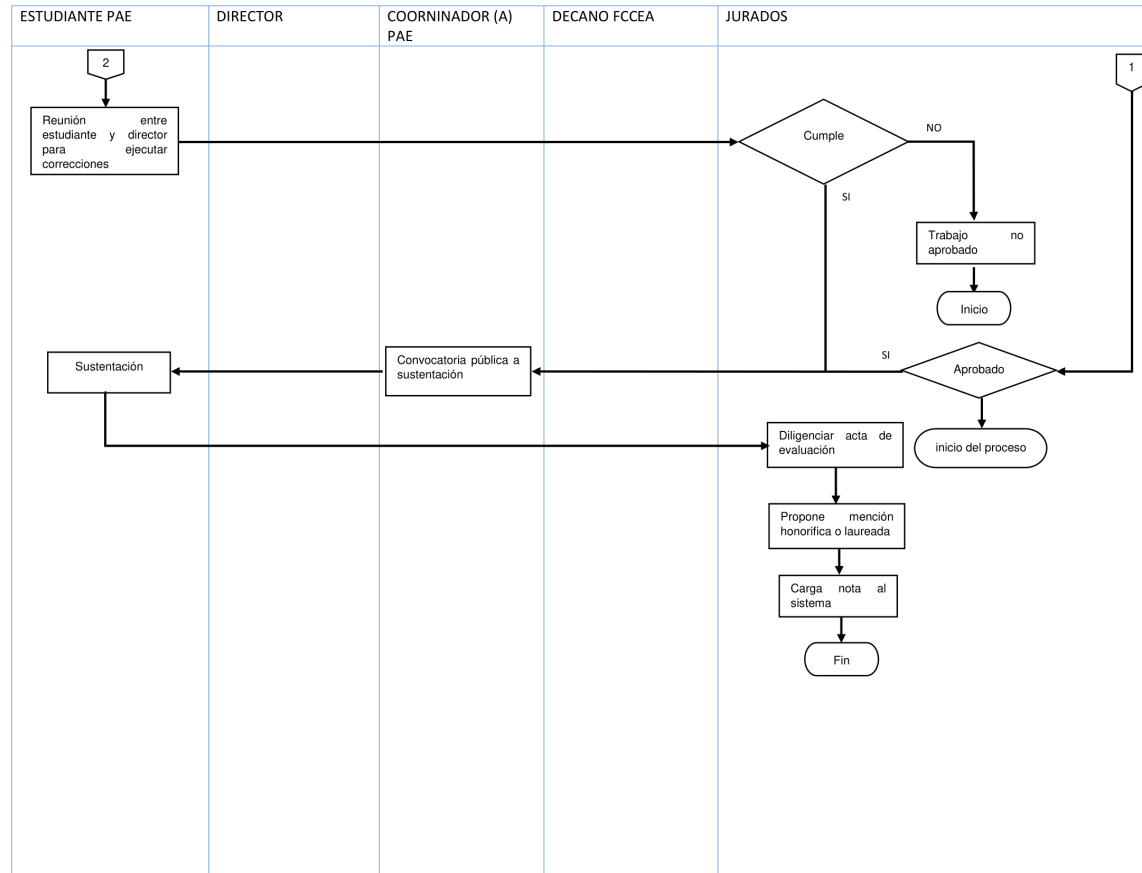 ESTUDIANTE PAE
DIRECTOR
COORNINADOR (A)
PAE
DECANO FCCEA
JURADOS
2
1
Reunión entre
estudiante y director
para ejecutar
correcciones
Cumple
NO
SI
Trabajo no
aprobado
Inicio
Sustentación
Convocatoria pública a
sustentación
SI
Aprobado
Diligenciar acta de
evaluación
inicio del proceso
Propone mención
honorifica o laureada
Carga nota al
sistema
Fin